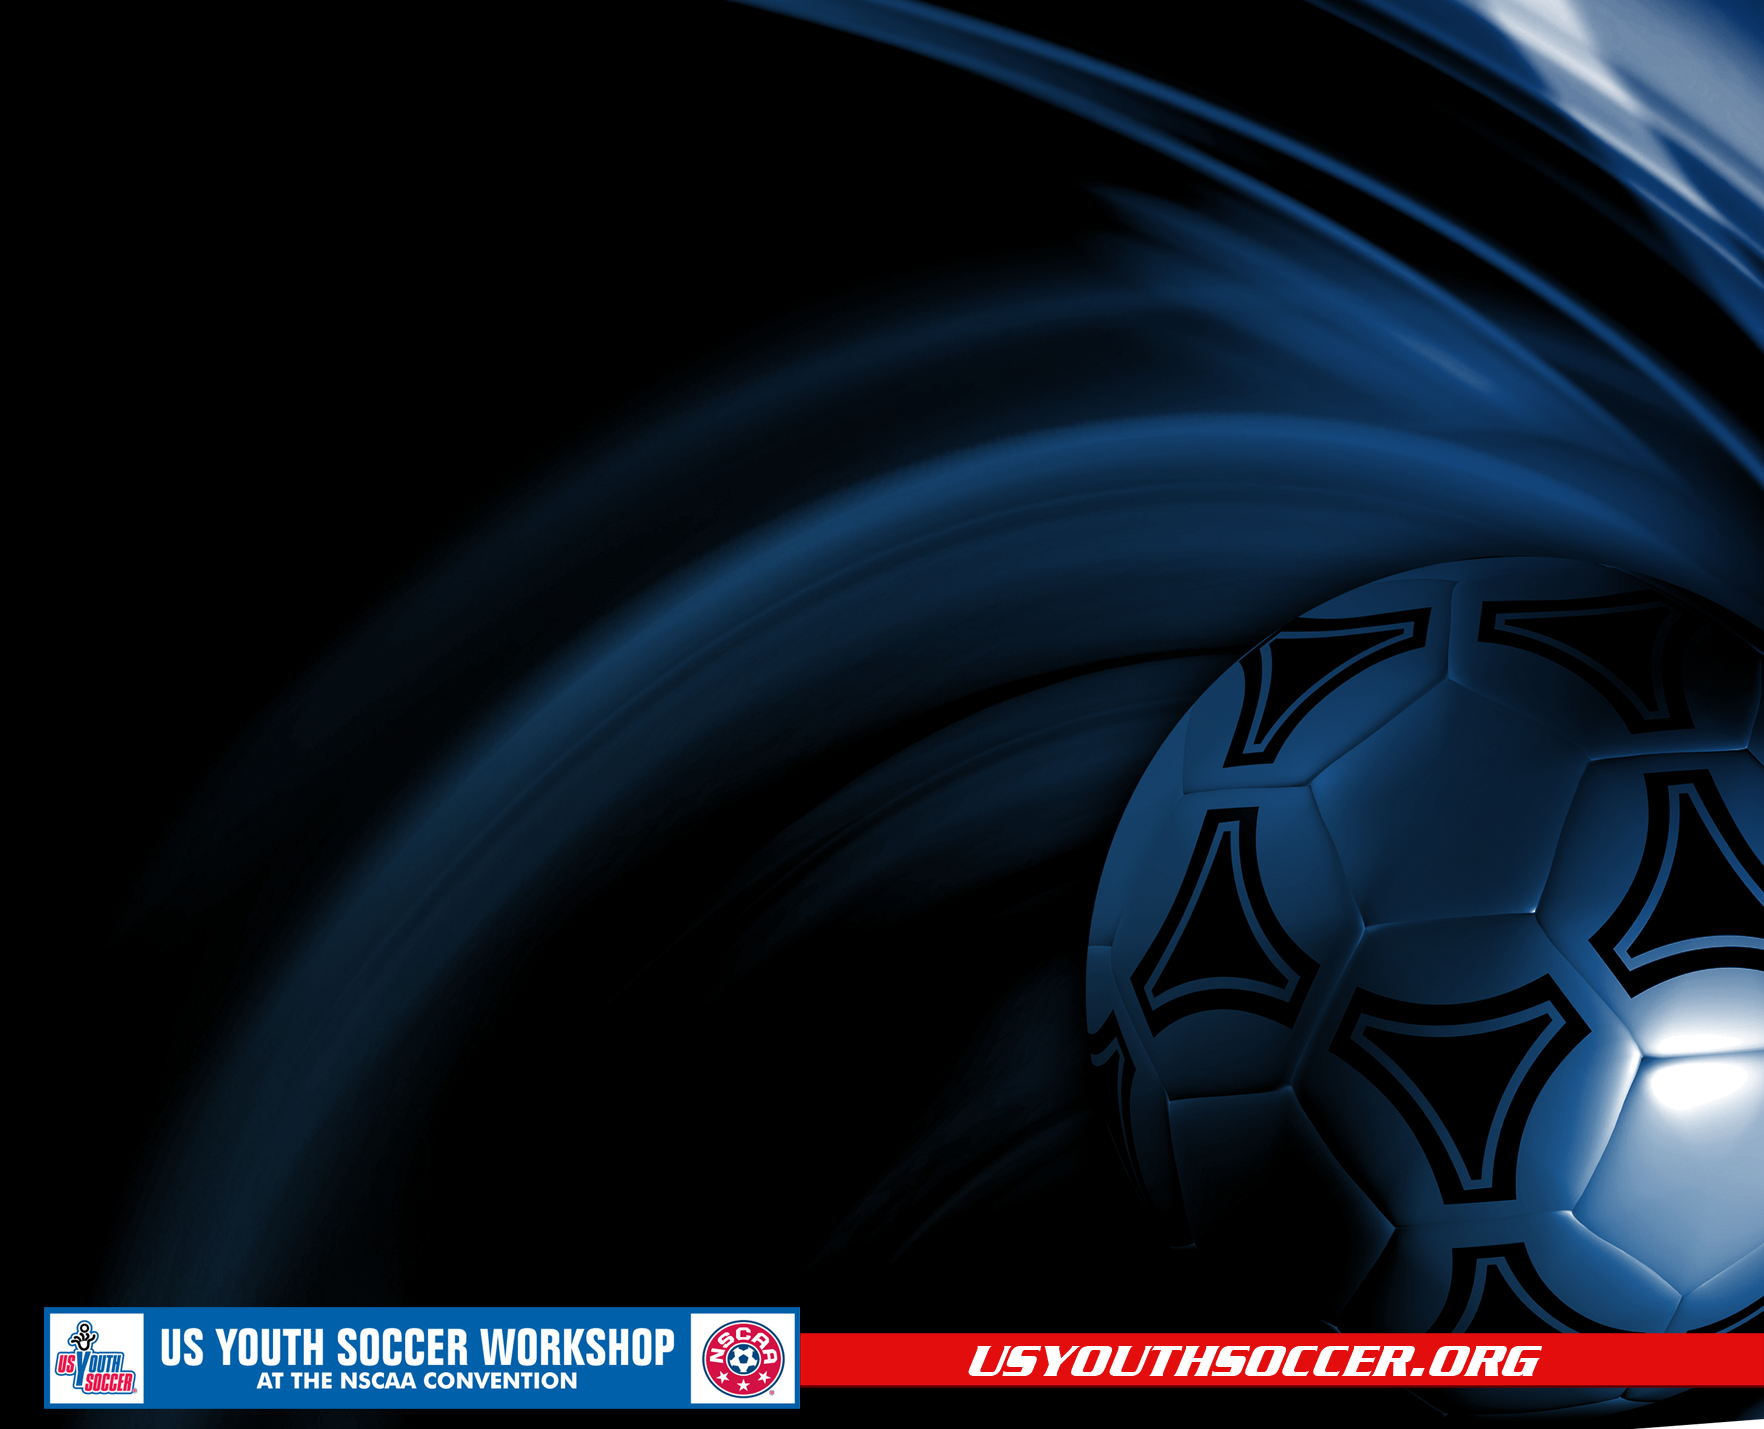 US YOUTH SOCCER
US YOUTH SOCCER WORKSHOP
AT THE NSCAA CONVENTION
NSCAA
USYOUTHSOCCER.ORG